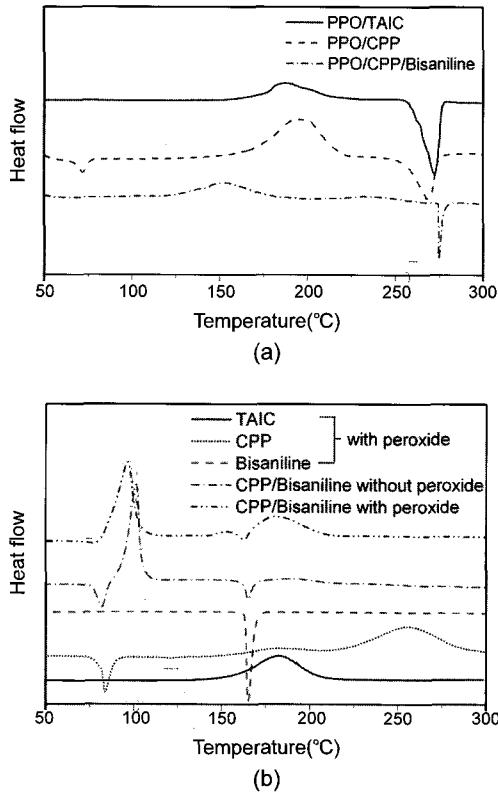 PPO/TAIC
PPO/CPP
PPO/CPP/Bisaniline
Heat flow
50 100 150 200 250 300
Temperature(°C)
(a)
TAIC
CPP
with peroxide
Bisaniline
CPP/Bisaniline without peroxide
CPP/Bisaniline with peroxide
Heat flow
50 100 150 200 250 300
Temperature(°C)
(b)